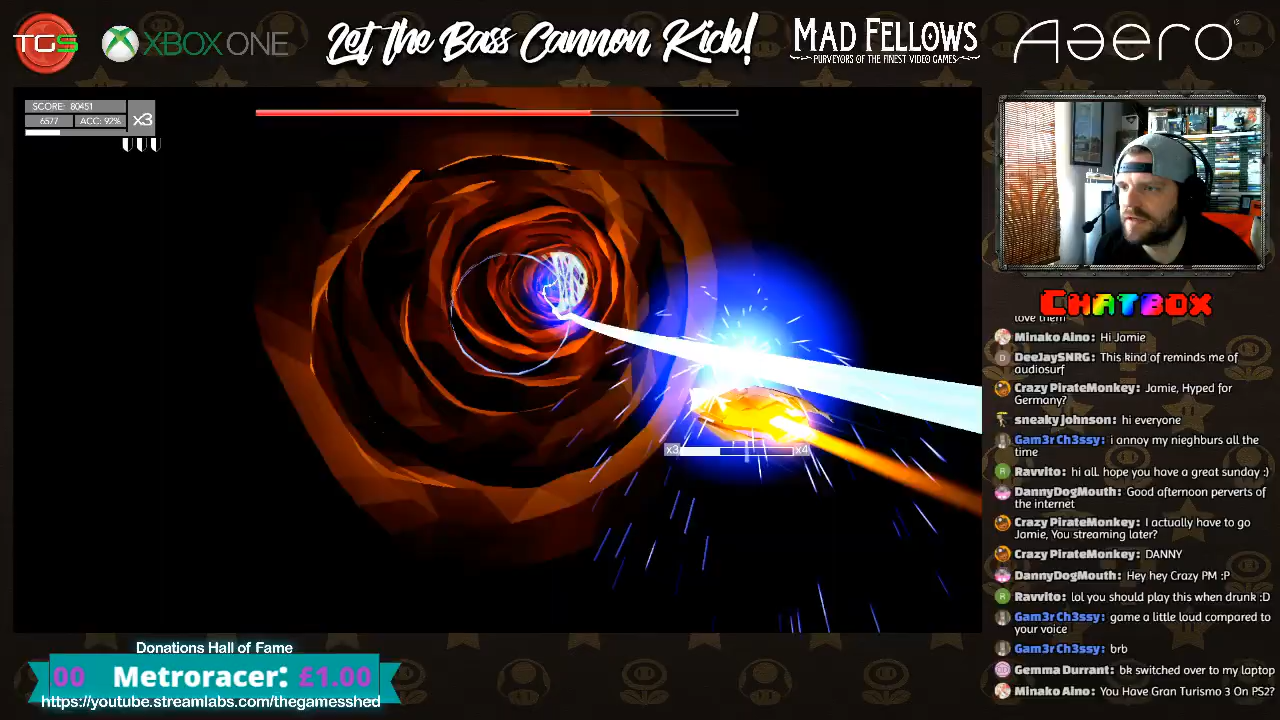 TGS
XBOX ONE
Let the Bass Cannon Kick!
MAD FELLOWS
PURVEYORS OF THE FINEST VIDEO GAMES
Aaero
SCORE: 80451
6577
ACC: 92%
x3
x3
x4
CHATBOX
love them
Minako Aino: Hi Jamie
DeeJaySNRG: This kind of reminds me of
audiosurf
Crazy PirateMonkey: Jamie, Hyped for
Germany?
sneaky johnson: hi everyone
Gam3r Ch3ssy: i annoy my nieghburs all the
time
Ravvito: hi all. hope you have a great sunday :)
DannyDogMouth: Good afternoon perverts of
the internet
Crazy PirateMonkey: I actually have to go
Jamie, You streaming later?
Crazy PirateMonkey: DANNY
DannyDogMouth: Hey hey Crazy PM :P
Ravvito: lol you should play this when drunk :D
Gam3r Ch3ssy: game a little loud compared to
your voice
Gam3r Ch3ssy: brb
Gemma Durrant: bk switched over to my laptop
Minako Aino: You Have Gran Turismo 3 On PS2?
Donations Hall of Fame
00 Metroracer: £1.00
https://youtube.streamlabs.com/thegamesshed